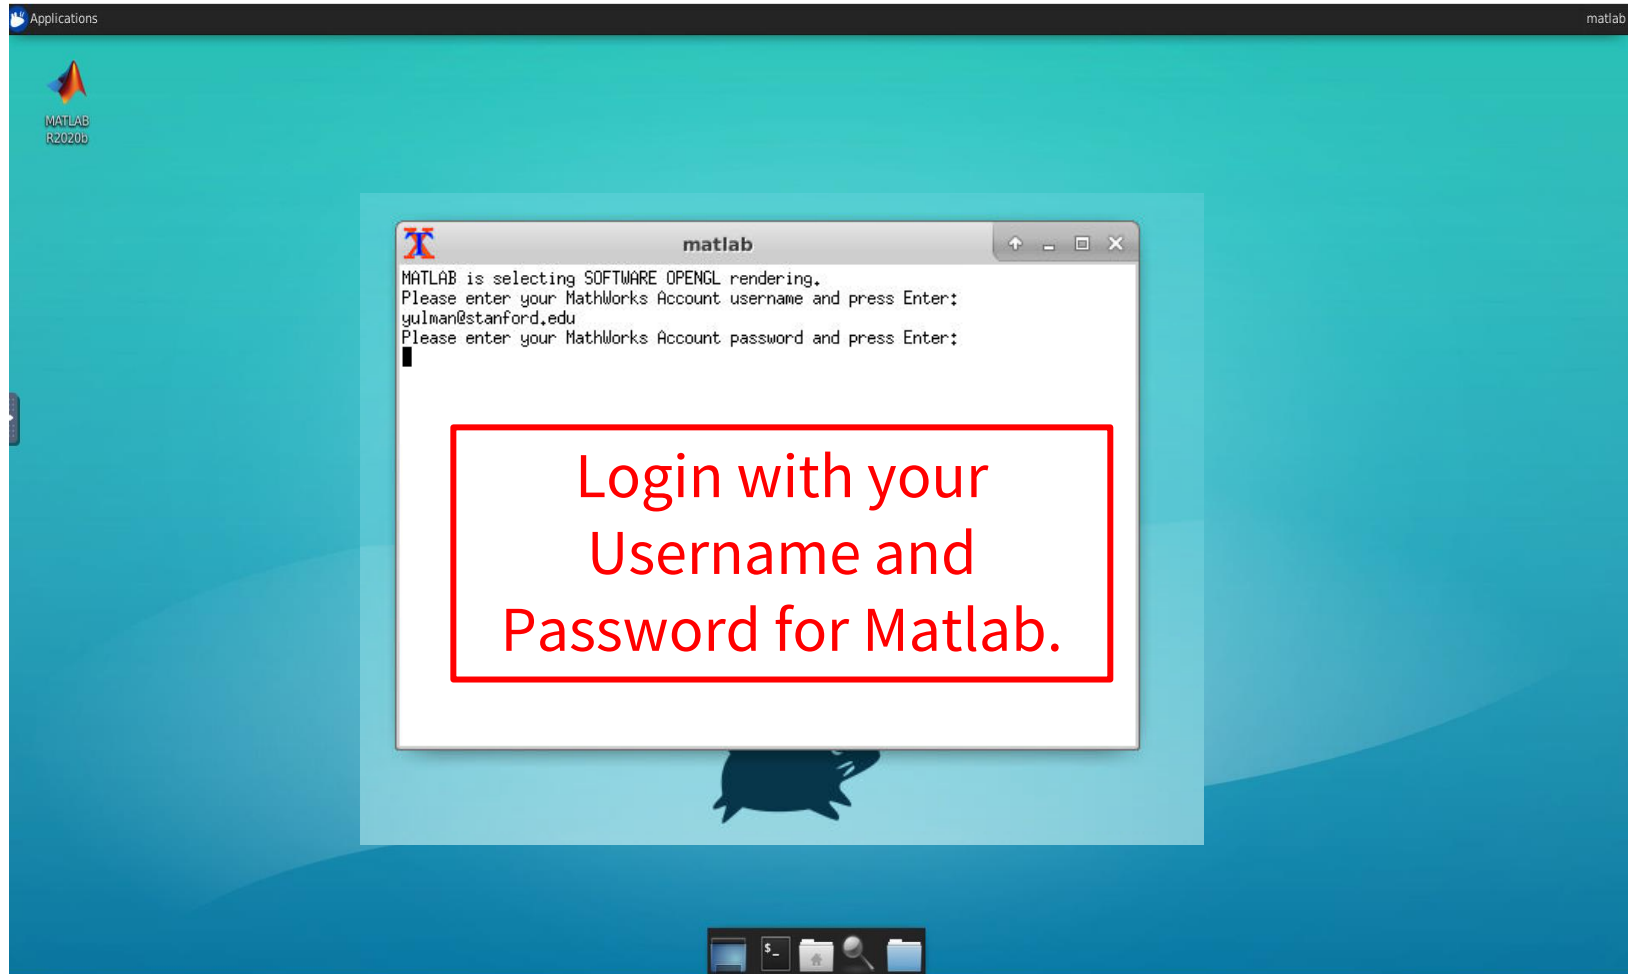 Applications
matlab
MATLAB
R2020b
matlab
MATLAB is selecting SOFTWARE OPENGL rendering.
Please enter your MathWorks Account username and press Enter:
yulman@stanford.edu
Please enter your MathWorks Account password and press Enter:
Login with your
Username and
Password for Matlab.
$_